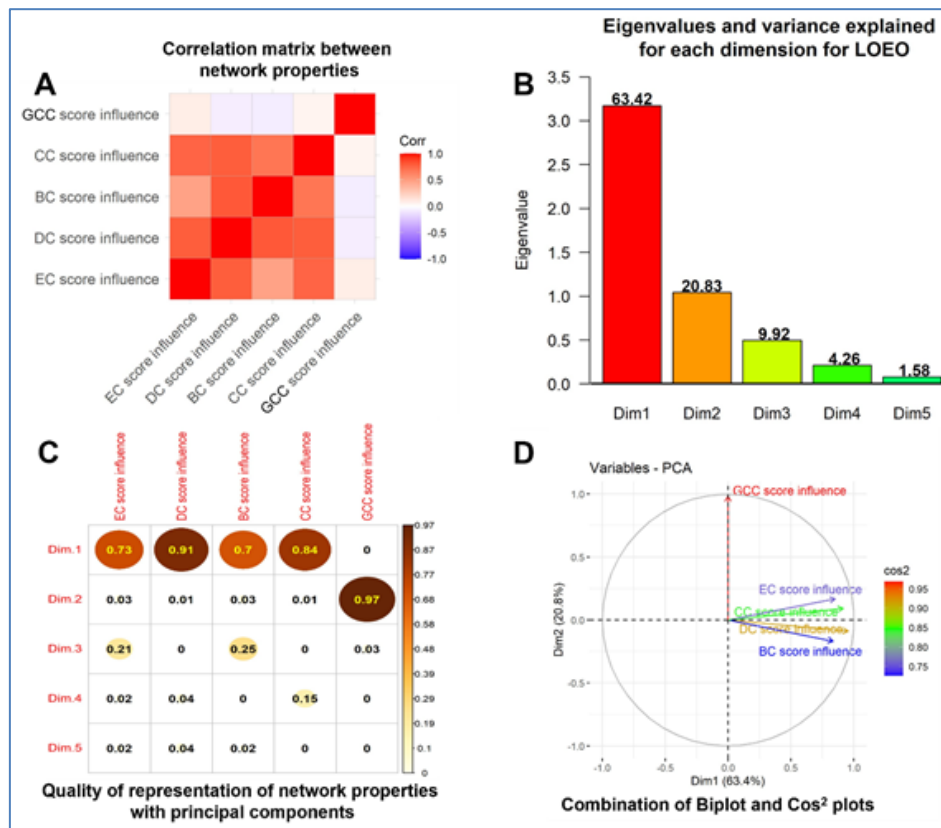 Correlation matrix between
network properties
A
GCC score influence
CC score influence
BC score influence
DC score influence
EC score influence
EC score influence
DC score influence
BC score influence
CC score influence
GCC score influence
Corr
1.0
0.5
0.0
-0.5
-1.0
Eigenvalues and variance explained
for each dimension for LOEO
B
Eigenvalue
3.5
3.0
2.5
2.0
1.5
1.0
0.5
0.0
63.42
20.83
9.92
4.26
1.58
Dim1 Dim2 Dim3 Dim4 Dim5
C
EC score influence
DC score influence
BC score influence
CC score influence
GCC score influence
Dim.1 0.73 0.91 0.7 0.84 0
Dim.2 0.03 0.01 0.03 0.01 0.97
Dim.3 0.21 0 0.25 0 0.03
Dim.4 0.02 0.04 0 0.15 0
Dim.5 0.02 0.04 0.02 0 0
0.97
0.87
0.77
0.68
0.58
0.48
0.39
0.29
0.19
0.1
0
Quality of representation of network properties
with principal components
D
Variables - PCA
GCC score influence
EC score influence
CC score influence
DC score influence
BC score influence
Dim2 (20.8%)
1.0
0.5
0.0
-0.5
-1.0
-1.0 -0.5 0.0 0.5 1.0
Dim1 (63.4%)
cos2
0.95
0.90
0.85
0.80
0.75
Combination of Biplot and Cos² plots